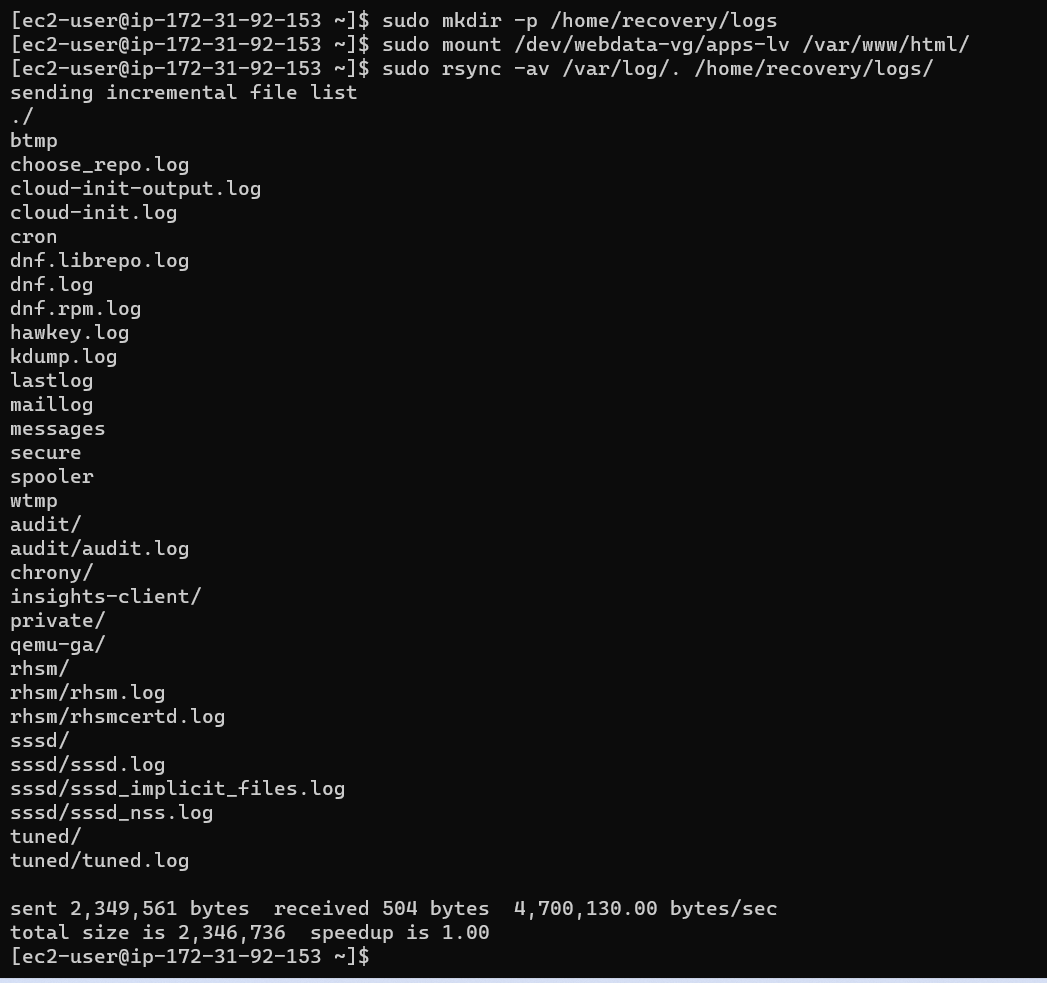 [ec2-user@ip-172-31-92-153 ~]$ sudo mkdir -p /home/recovery/logs
[ec2-user@ip-172-31-92-153 ~]$ sudo mount /dev/webdata-vg/apps-lv /var/www/html/
[ec2-user@ip-172-31-92-153 ~]$ sudo rsync -av /var/log/. /home/recovery/logs/
sending incremental file list
./
btmp
choose_repo.log
cloud-init-output.log
cloud-init.log
cron
dnf.librepo.log
dnf.log
dnf.rpm.log
hawkey.log
kdump.log
lastlog
maillog
messages
secure
spooler
wtmp
audit/
audit/audit.log
chrony/
insights-client/
private/
qemu-ga/
rhsm/
rhsm/rhsm.log
rhsm/rhsmcertd.log
sssd/
sssd/sssd.log
sssd/sssd_implicit_files.log
sssd/sssd_nss.log
tuned/
tuned/tuned.log

sent 2,349,561 bytes  received 504 bytes  4,700,130.00 bytes/sec
total size is 2,346,736  speedup is 1.00
[ec2-user@ip-172-31-92-153 ~]$